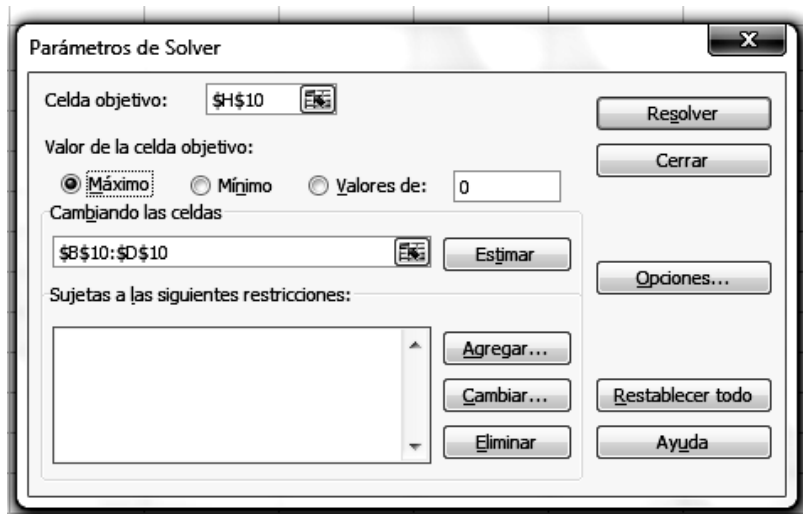 Parámetros de Solver
X
Celda objetivo: $H$10
Resolver
Valor de la celda objetivo:
Cerrar
Máximo Mínimo Valores de: 0
Cambiando las celdas
$B$10:$D$10 Estimar
Opciones...
Sujetas a las siguientes restricciones:
Agregar...
Cambiar... Restablecer todo
Eliminar Ayuda